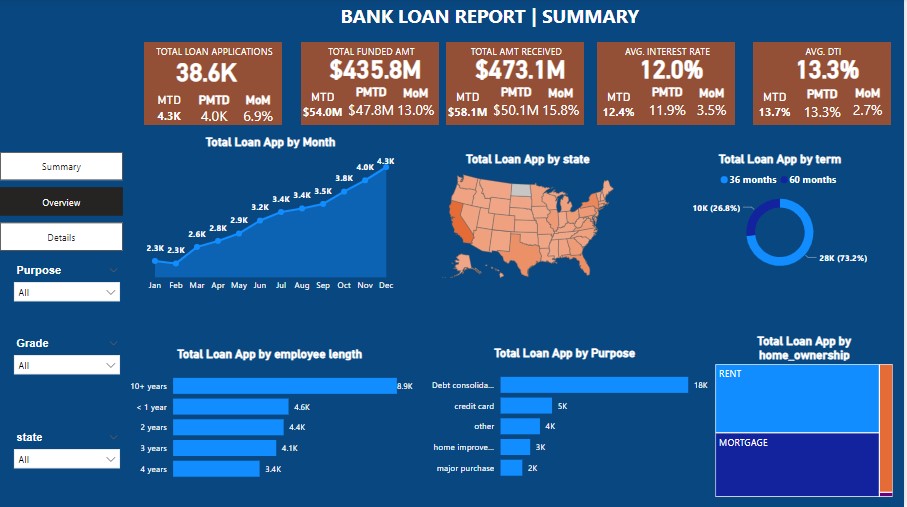 BANK LOAN REPORT | SUMMARY
TOTAL LOAN APPLICATIONS
38.6K
MTD PMTD MoM
4.3K 4.0K 6.9%
TOTAL FUNDED AMT
$435.8M
MTD PMTD MoM
$54.0M $47.8M 13.0%
TOTAL AMT RECEIVED
$473.1M
MTD PMTD MoM
$58.1M $50.1M 15.8%
AVG. INTEREST RATE
12.0%
MTD PMTD MoM
12.4% 11.9% 3.5%
AVG. DTI
13.3%
MTD PMTD MoM
13.7% 13.3% 2.7%
Summary
Overview
Details
Purpose
All
Grade
All
state
All
Total Loan App by Month
2.3K 2.3K 2.6K 2.8K 2.9K 3.2K 3.4K 3.4K 3.5K 3.8K 4.0K 4.3K
Jan Feb Mar Apr May Jun Jul Aug Sep Oct Nov Dec
Total Loan App by state
Total Loan App by term
36 months 60 months
10K (26.8%)
28K (73.2%)
Total Loan App by employee length
10+ years 8.9K
< 1 year 4.6K
2 years 4.4K
3 years 4.1K
4 years 3.4K
Total Loan App by Purpose
Debt consolida... 18K
credit card 5K
other 4K
home improve... 3K
major purchase 2K
Total Loan App by
home_ownership
RENT
MORTGAGE